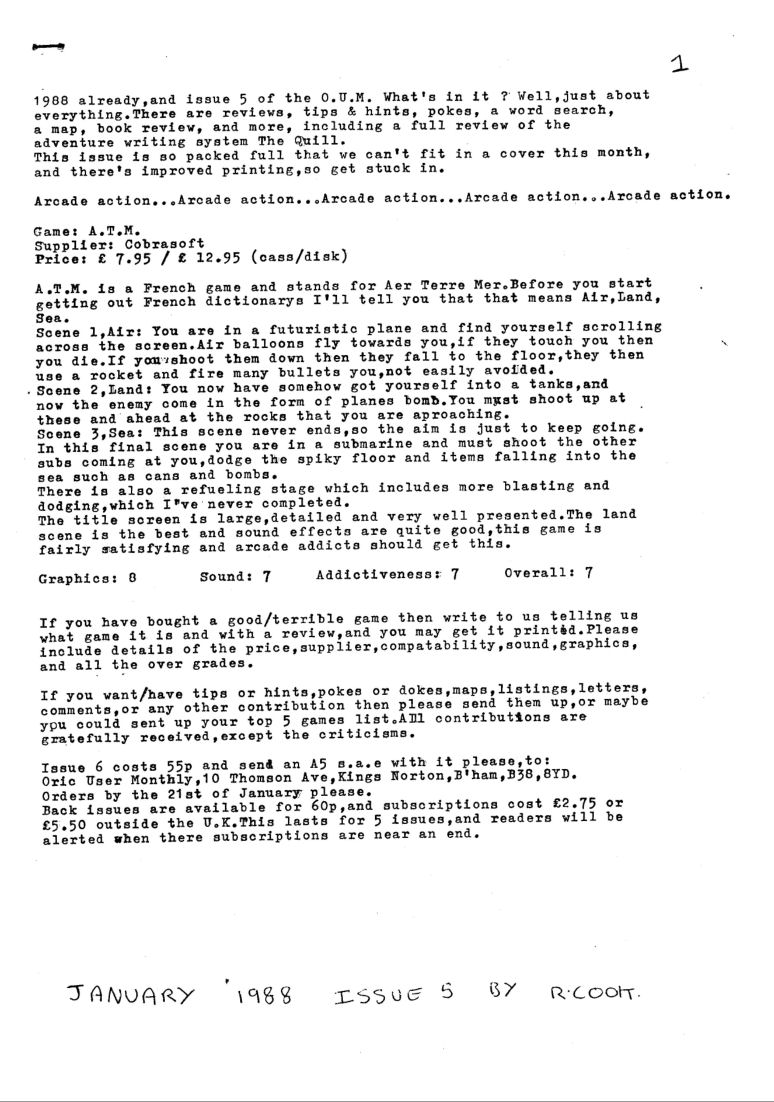 1
1988 already,and issue 5 of the O.U.M. What's in it ? Well,just about
everything.There are reviews, tips & hints, pokes, a word search,
a map, book review, and more, including a full review of the
adventure writing system The Quill.
This issue is so packed full that we can't fit in a cover this month,
and there's improved printing,so get stuck in.
Arcade action...Arcade action...Arcade action...Arcade action...Arcade action.
Game: A.T.M.
Supplier: Cobrasoft
Price: £ 7.95 / £ 12.95 (cass/disk)
A.T.M. is a French game and stands for Aer Terre Mer.Before you start
getting out French dictionarys I'll tell you that that means Air,Land,
Sea.
Scene 1,Air: You are in a futuristic plane and find yourself scrolling
across the screen.Air balloons fly towards you,if they touch you then
you die.If you shoot them down then they fall to the floor,they then
use a rocket and fire many bullets you,not easily avoided.
Scene 2,Land: You now have somehow got yourself into a tanks,and
now the enemy come in the form of planes bomb.You must shoot up at
these and ahead at the rocks that you are aproaching.
Scene 3,Sea: This scene never ends,so the aim is just to keep going.
In this final scene you are in a submarine and must shoot the other
subs coming at you,dodge the spiky floor and items falling into the
sea such as cans and bombs.
There is also a refueling stage which includes more blasting and
dodging,which I"ve never completed.
The title screen is large,detailed and very well presented.The land
scene is the best and sound effects are quite good,this game is
fairly satisfying and arcade addicts should get this.
Graphics: 8 Sound: 7 Addictiveness: 7 Overall: 7
If you have bought a good/terrible game then write to us telling us
what game it is and with a review,and you may get it printed.Please
include details of the price,supplier,compatability,sound,graphics,
and all the over grades.
If you want/have tips or hints,pokes or dokes,maps,listings,letters,
comments,or any other contribution then please send them up,or maybe
ypu could sent up your top 5 games list.All contributions are
gratefully received,except the criticisms.
Issue 6 costs 55p and send an A5 s.a.e with it please,to:
Oric User Monthly,10 Thomson Ave,Kings Norton,B'ham,B38,8YD.
Orders by the 21st of January please.
Back issues are available for 60p,and subscriptions cost £2.75 or
£5.50 outside the U.K.This lasts for 5 issues,and readers will be
alerted when there subscriptions are near an end.
JANUARY '1988 ISSUE 5 BY R.COOK.